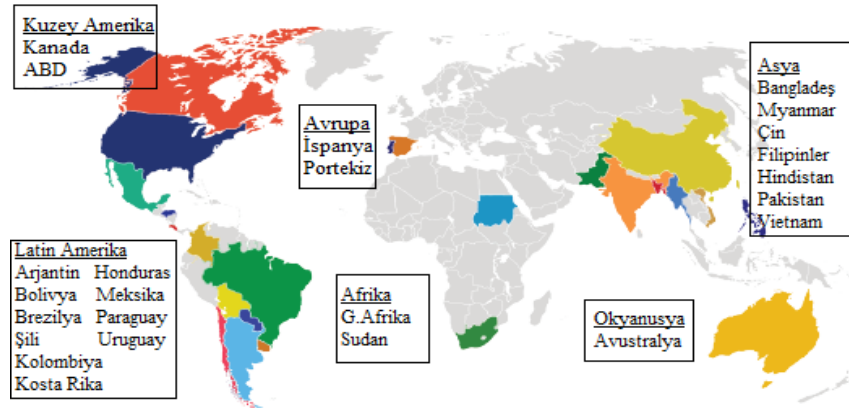 Kuzey Amerika
Kanada
ABD
Avrupa
İspanya
Portekiz
Asya
Bangladeş
Myanmar
Çin
Filipinler
Hindistan
Pakistan
Vietnam
Latin Amerika
Arjantin Honduras
Bolivya Meksika
Brezilya Paraguay
Şili Uruguay
Kolombiya
Kosta Rika
Afrika
G.Afrika
Sudan
Okyanusya
Avustralya